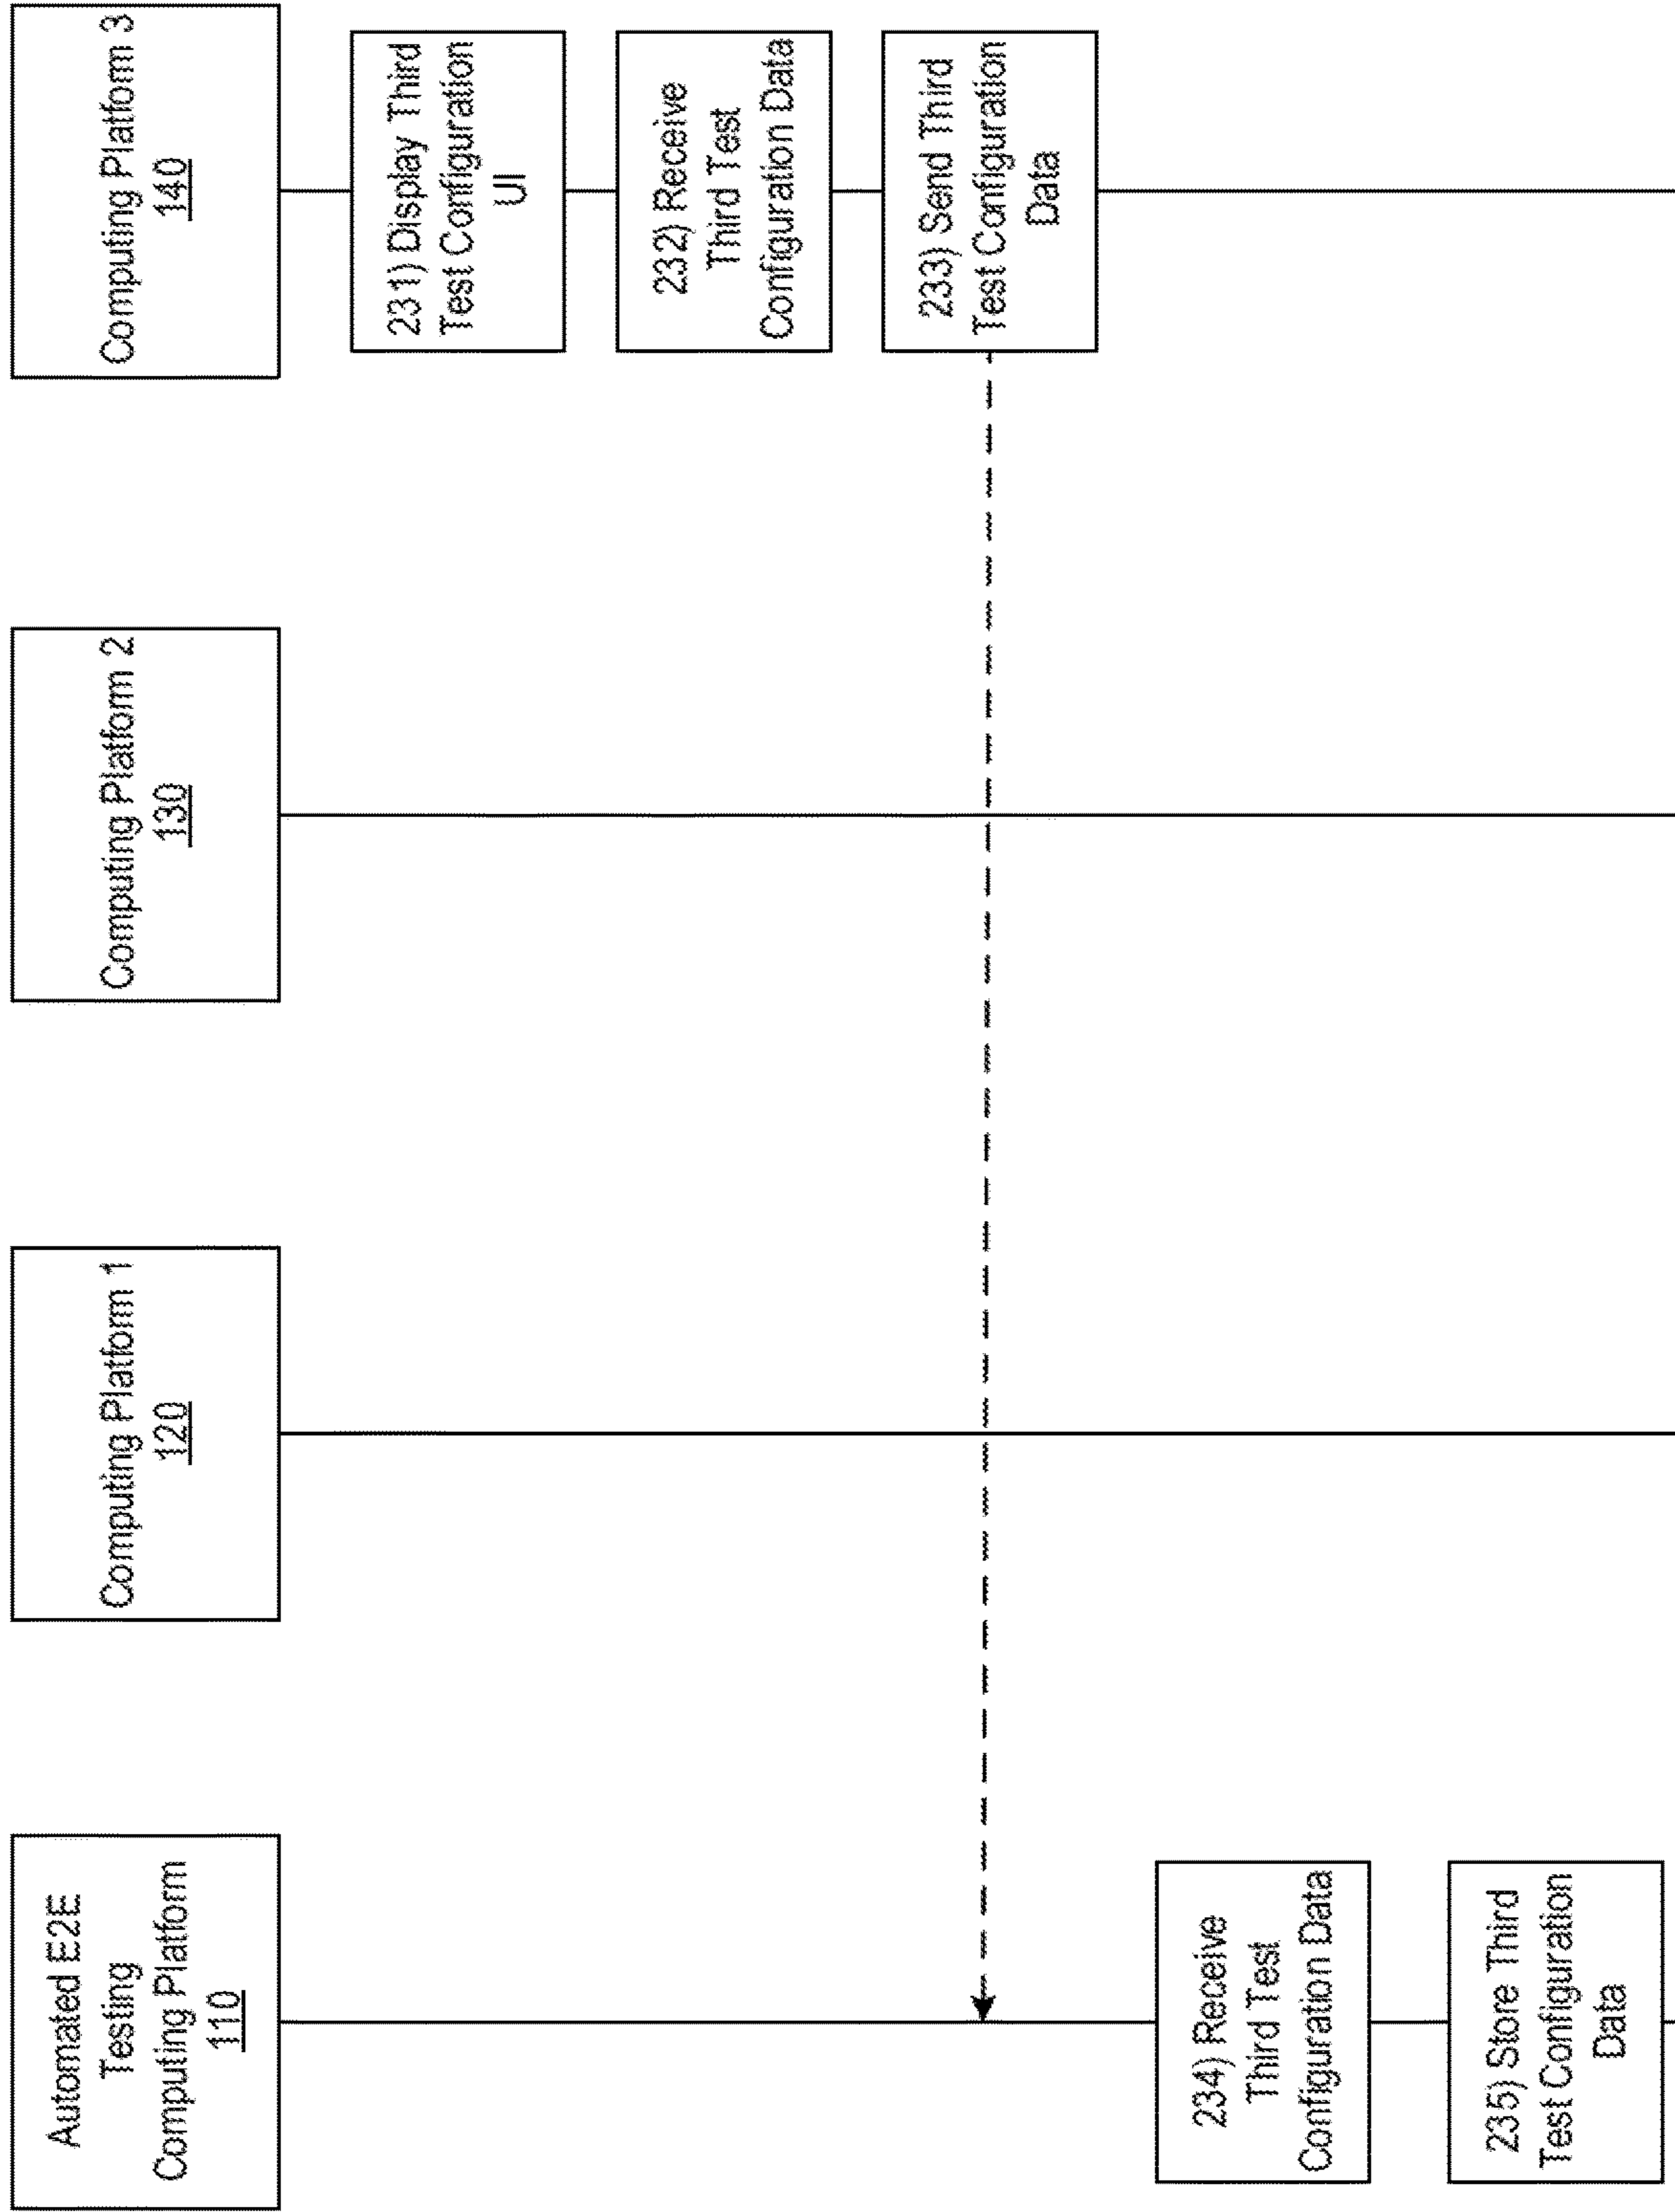 Automated E2E
Testing
Computing Platform
110
Computing Platform 1
120
Computing Platform 2
130
Computing Platform 3
140
231) Display Third
Test Configuration
UI
232) Receive
Third Test
Configuration Data
233) Send Third
Test Configuration
Data
234) Receive
Third Test
Configuration Data
235) Store Third
Test Configuration
Data